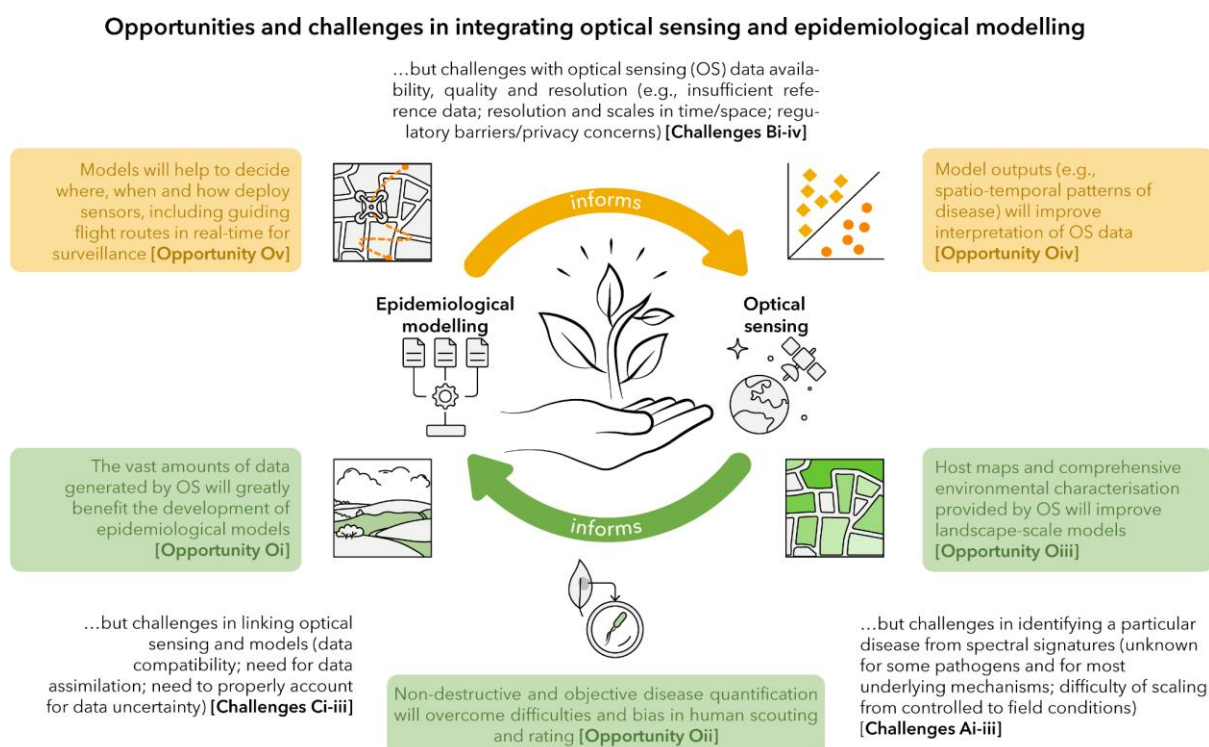 Opportunities and challenges in integrating optical sensing and epidemiological modelling
...but challenges with optical sensing (OS) data availa-
bility, quality and resolution (e.g., insufficient refe-
rence data; resolution and scales in time/space; regu-
latory barriers/privacy concerns) [Challenges Bi-iv]
Models will help to decide
where, when and how deploy
sensors, including guiding
flight routes in real-time for
surveillance [Opportunity Ov]
informs
Model outputs (e.g.,
spatio-temporal patterns of
disease) will improve
interpretation of OS data
[Opportunity Oiv]
Epidemiological
modelling
Optical
sensing
The vast amounts of data
generated by OS will greatly
benefit the development of
epidemiological models
[Opportunity Oi]
informs
Host maps and comprehensive
environmental characterisation
provided by OS will improve
landscape-scale models
[Opportunity Oiii]
...but challenges in linking optical
sensing and models (data
compatibility; need for data
assimilation; need to properly account
for data uncertainty) [Challenges Ci-iii]
Non-destructive and objective disease quantification
will overcome difficulties and bias in human scouting
and rating [Opportunity Oii]
...but challenges in identifying a particular
disease from spectral signatures (unknown
for some pathogens and for most
underlying mechanisms; difficulty of scaling
from controlled to field conditions)
[Challenges Ai-iii]